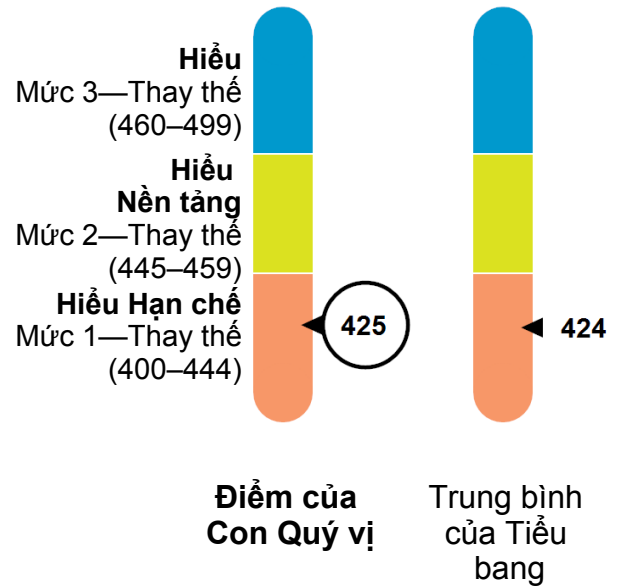 Hiểu
Mức 3—Thay thế
(460–499)
Hiểu
Nền tảng
Mức 2—Thay thế
(445–459)
Hiểu Hạn chế
Mức 1—Thay thế
(400–444)
425
424
Điểm của
Con Quý vị
Trung bình
của Tiểu
bang